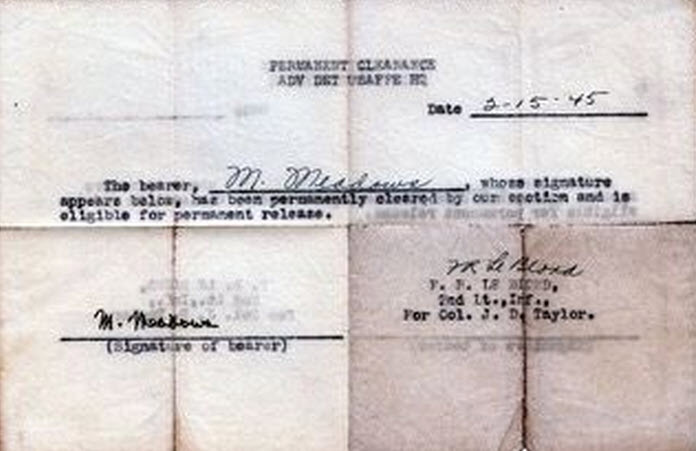 PERMANENT CLEARANCE
ADV DET USAFFE HQ
Date 2-15-45
The bearer, M. Meadows, whose signature
appears below, has been permanently cleared by our section and is
eligible for permanent release.
LE
2nd Lt.,Inf.,
For Col. J. D. Taylor.
M. Meadows
(Signature of bearer)